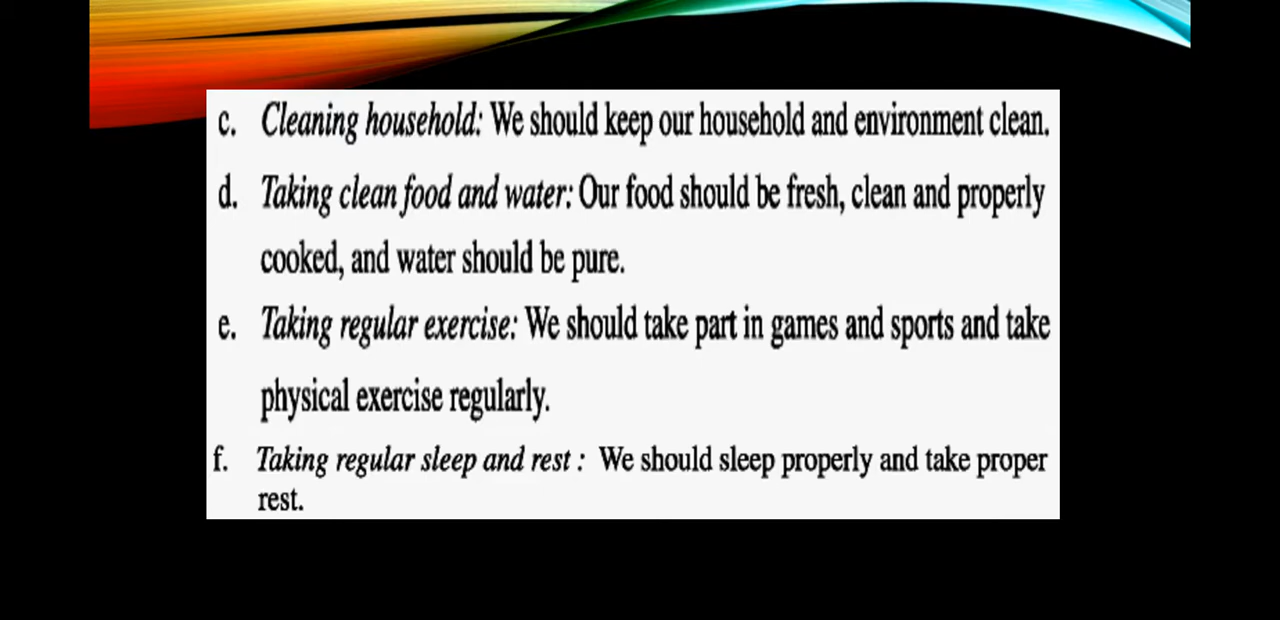 c. Cleaning household: We should keep our household and environment clean.
d. Taking clean food and water: Our food should be fresh, clean and properly
cooked, and water should be pure.
e. Taking regular exercise: We should take part in games and sports and take
physical exercise regularly.
f. Taking regular sleep and rest : We should sleep properly and take proper
rest.